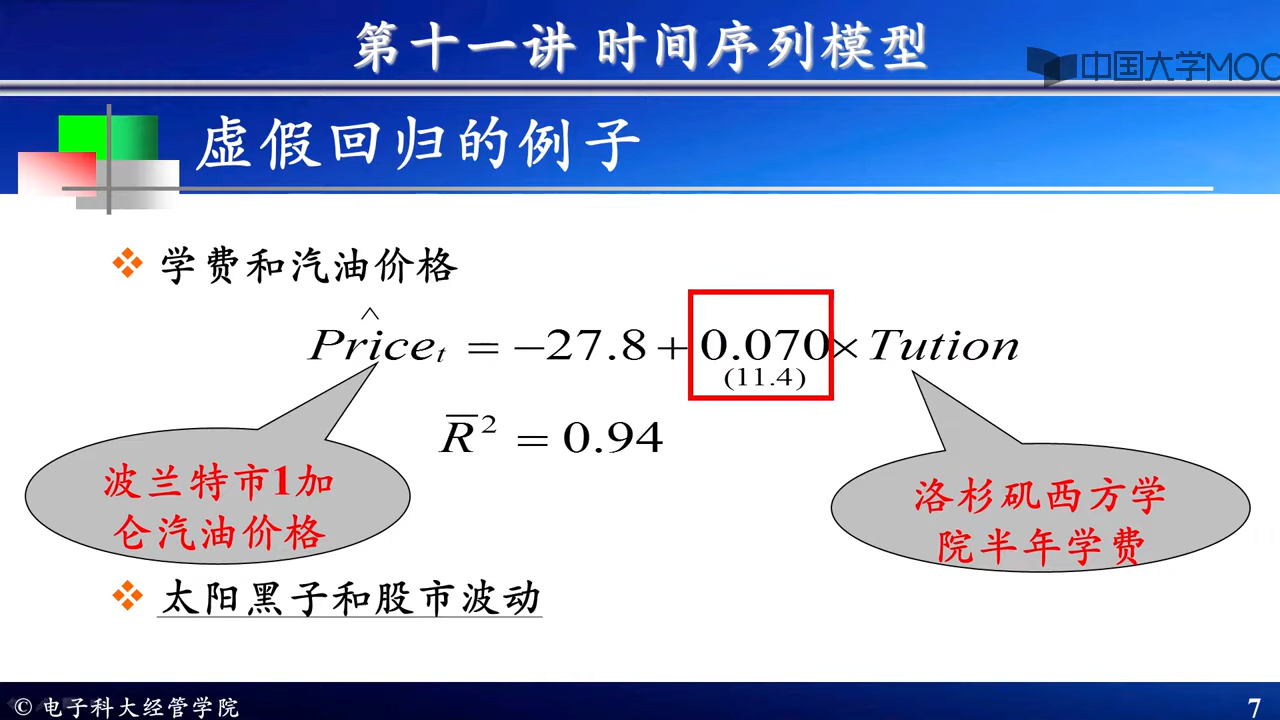 第十一讲 时间序列模型
中国大学MOO
虚假回归的例子
学费和汽油价格
Price^t = −27.8 + 0.070 × Tution
(11.4)
R̅² = 0.94
波兰特市1加
仑汽油价格
洛杉矶西方学
院半年学费
太阳黑子和股市波动
© 电子科大经管学院
7